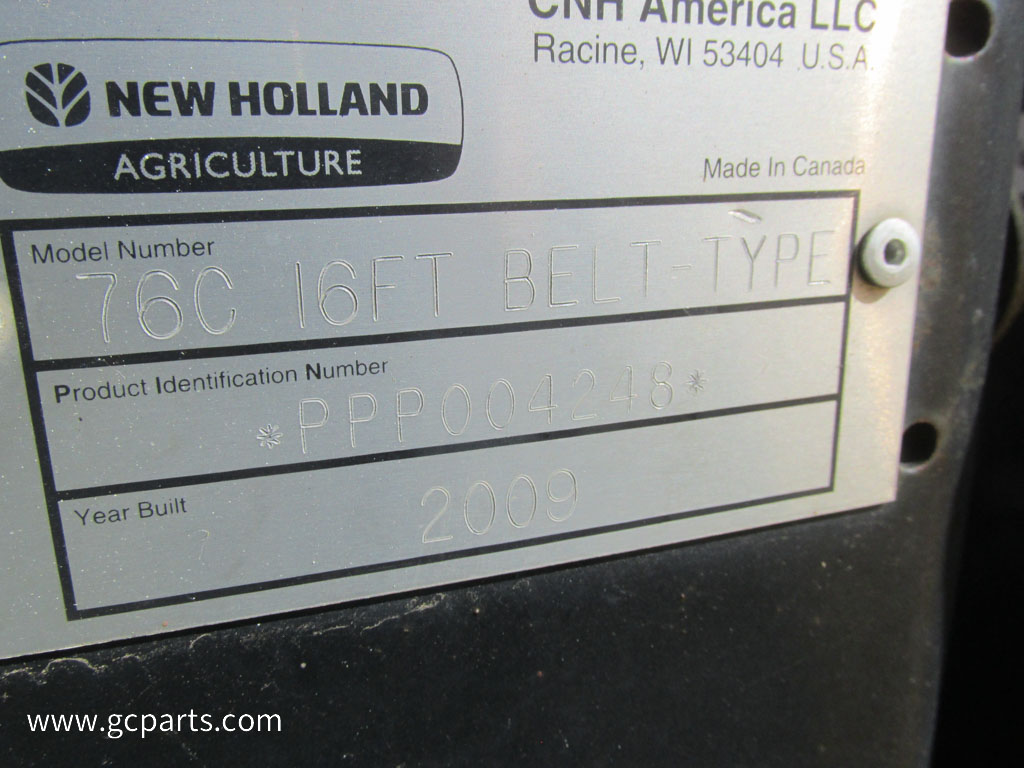 CNH America LLC
Racine, WI 53404 U.S.A.
NEW HOLLAND
AGRICULTURE
Made In Canada
Model Number
76C 16FT BELT-TYPE
Product Identification Number
*PPP004248*
Year Built
2009
www.gcparts.com